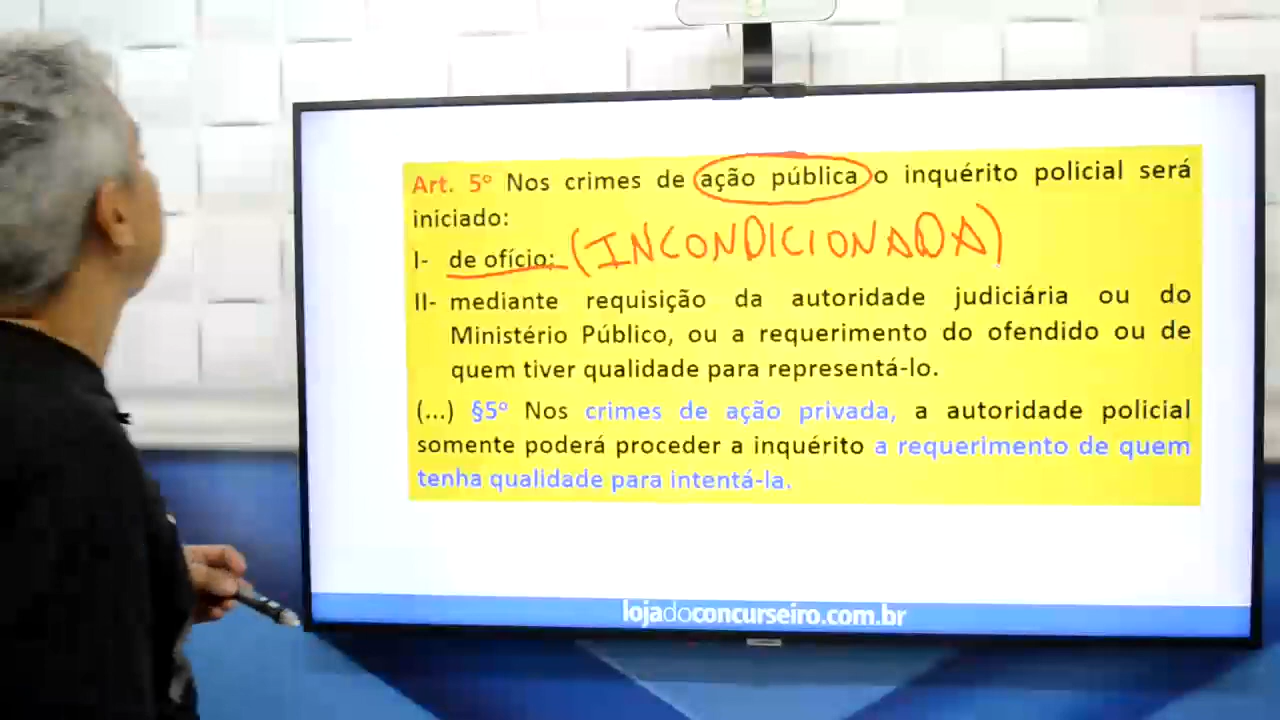 Art. 5º Nos crimes de ação pública o inquérito policial será
iniciado:
I- de ofício; (INCONDICIONADA)
II- mediante requisição da autoridade judiciária ou do
Ministério Público, ou a requerimento do ofendido ou de
quem tiver qualidade para representá-lo.
(...) §5º Nos crimes de ação privada, a autoridade policial
somente poderá proceder a inquérito a requerimento de quem
tenha qualidade para intentá-la.
lojadoconcurseiro.com.br